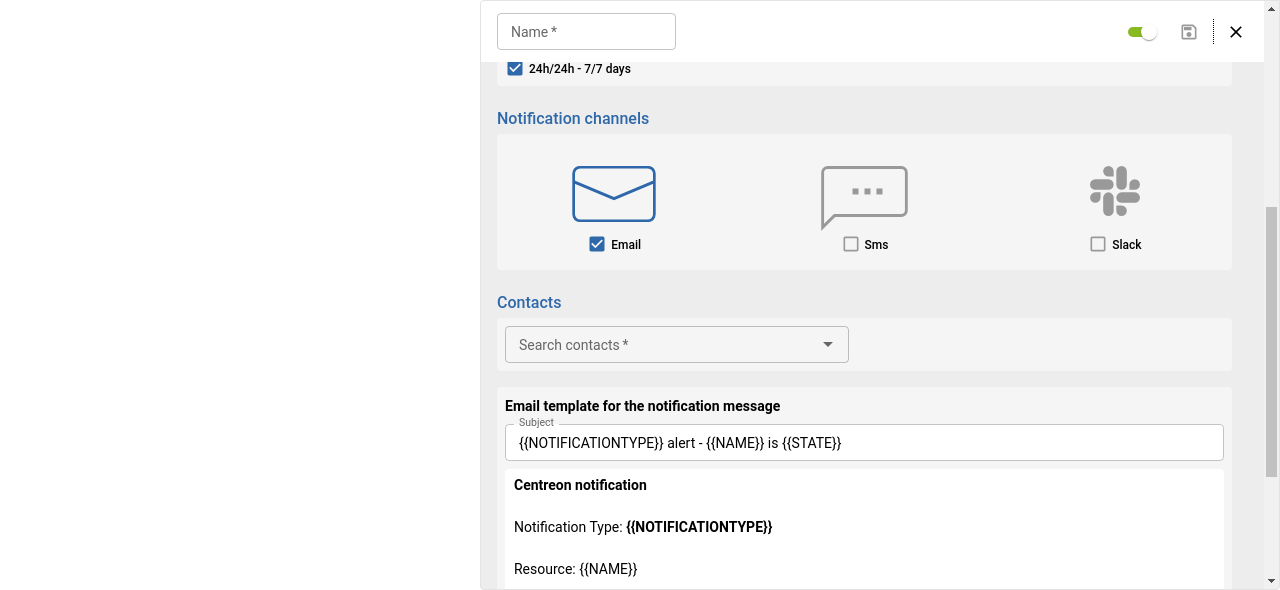 Name *
24h/24h - 7/7 days
Notification channels
Email
Sms
Slack
Contacts
Search contacts *
Email template for the notification message
Subject
{{NOTIFICATIONTYPE}} alert - {{NAME}} is {{STATE}}
Centreon notification
Notification Type: {{NOTIFICATIONTYPE}}
Resource: {{NAME}}